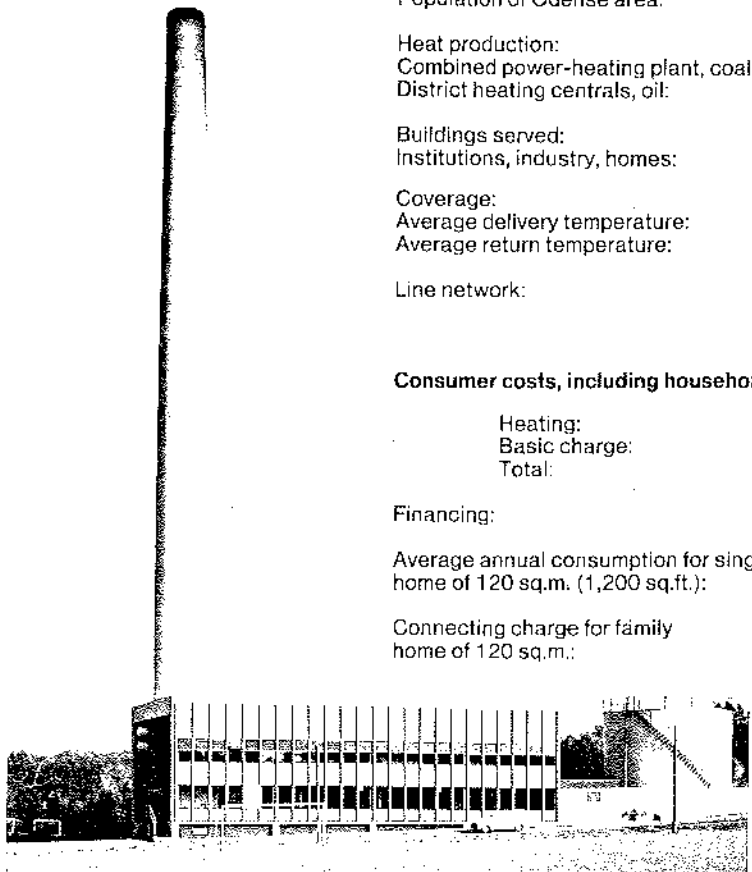 Population of Odense area:
Heat production:
Combined power-heating plant, coal
District heating centrals, oil:
Buildings served:
Institutions, industry, homes:
Coverage:
Average delivery temperature:
Average return temperature:
Line network:
Consumer costs, including househo
Heating:
Basic charge:
Total:
Financing:
Average annual consumption for sing
home of 120 sq.m. (1,200 sq.ft.):
Connecting charge for family
home of 120 sq.m.: